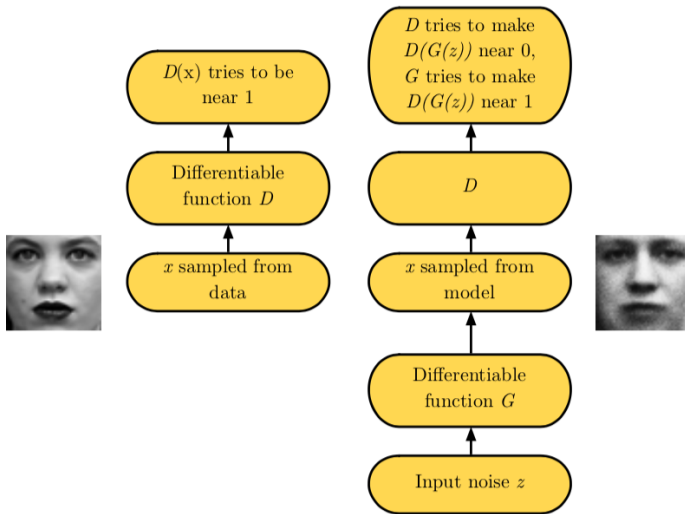 D(x) tries to be
near 1
Differentiable
function D
x sampled from
data
D tries to make
D(G(z)) near 0,
G tries to make
D(G(z)) near 1
D
x sampled from
model
Differentiable
function G
Input noise z